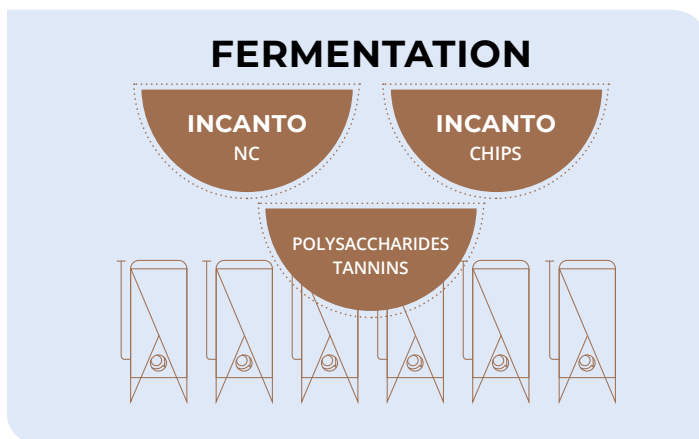 FERMENTATION
INCANTO
NC
INCANTO
CHIPS
POLYSACCHARIDES
TANNINS